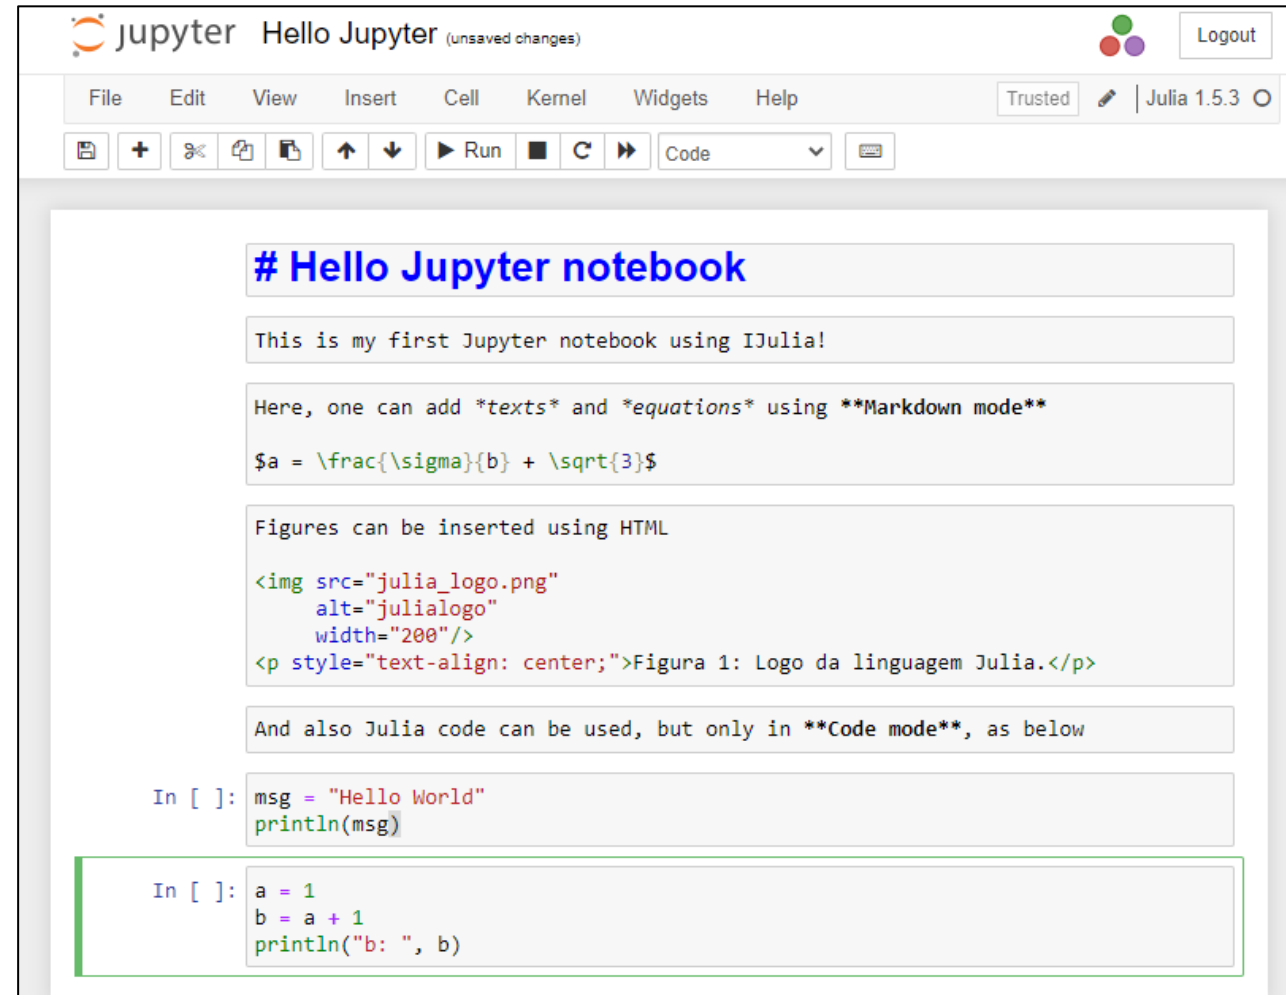 jupyter Hello Jupyter (unsaved changes) Logout
File Edit View Insert Cell Kernel Widgets Help Trusted Julia 1.5.3
Run Code
# Hello Jupyter notebook
This is my first Jupyter notebook using IJulia!
Here, one can add *texts* and *equations* using **Markdown mode**
$a = \frac{\sigma}{b} + \sqrt{3}$
Figures can be inserted using HTML
<img src="julia_logo.png"
alt="julialogo"
width="200"/>
<p style="text-align: center;">Figura 1: Logo da linguagem Julia.</p>
And also Julia code can be used, but only in **Code mode**, as below
In [ ]: msg = "Hello World"
println(msg)
In [ ]: a = 1
b = a + 1
println("b: ", b)